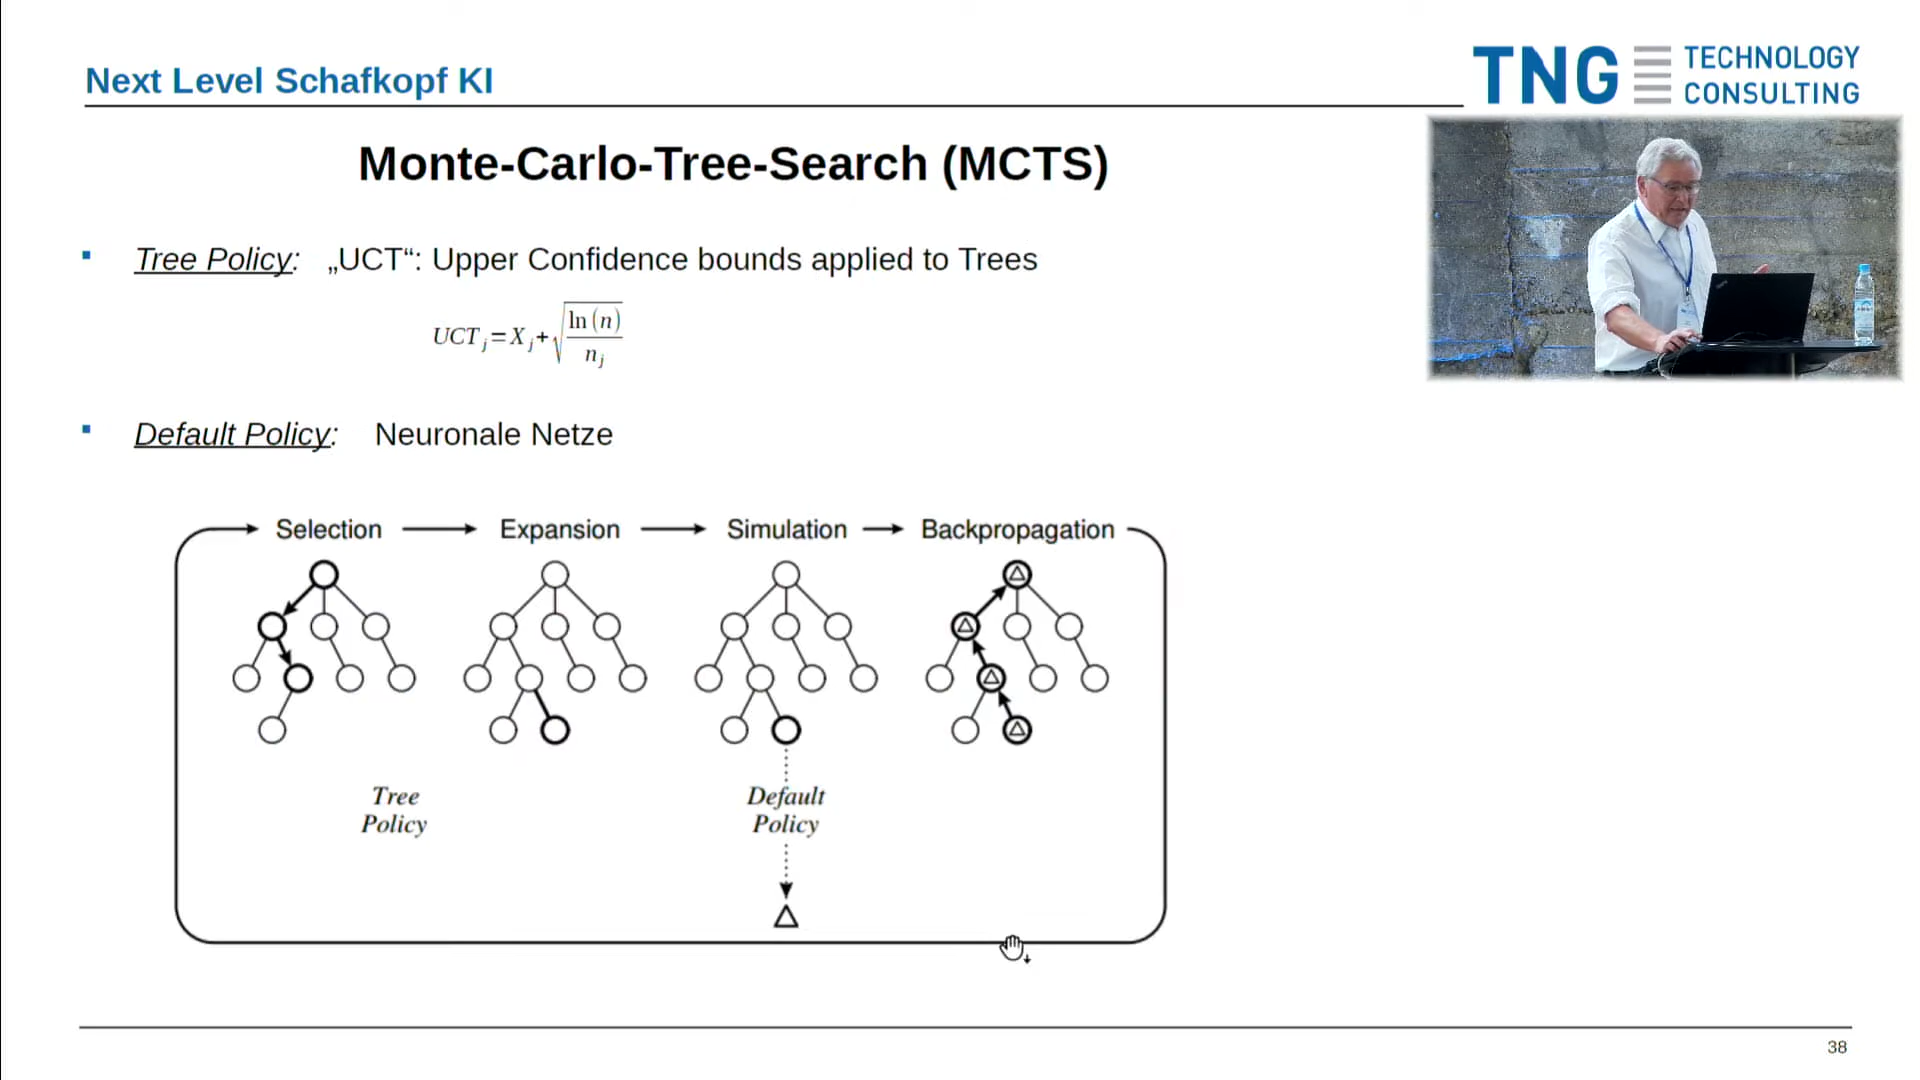 Next Level Schafkopf KI
TNG TECHNOLOGY CONSULTING
Monte-Carlo-Tree-Search (MCTS)
Tree Policy: „UCT“: Upper Confidence bounds applied to Trees
UCT_j = X_j + √(ln(n) / n_j)
Default Policy: Neuronale Netze
Selection Expansion Simulation Backpropagation
Tree Policy
Default Policy
38